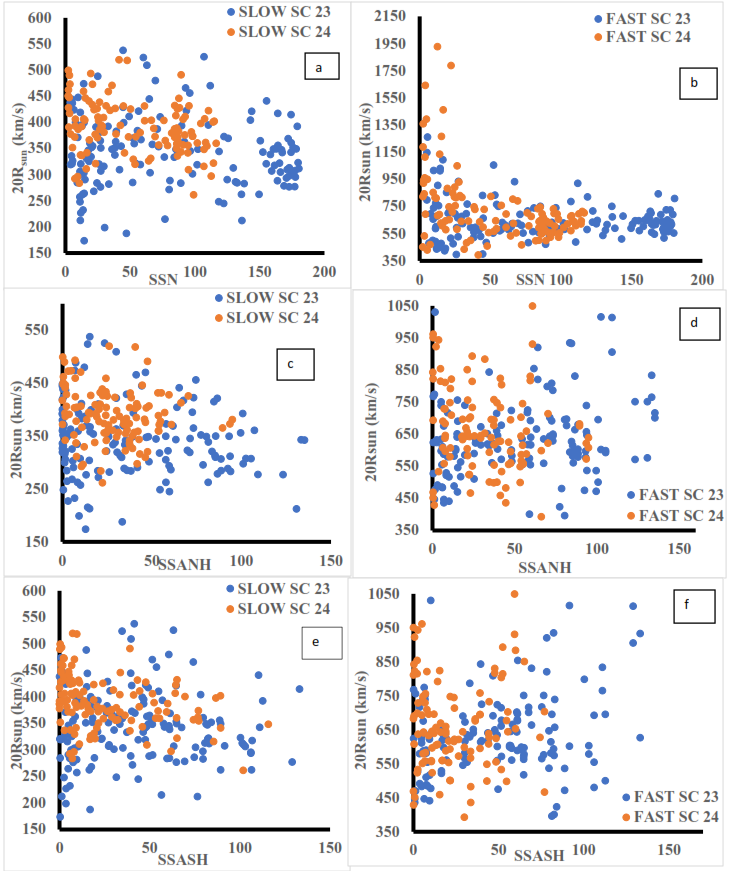 SLOW SC 23
SLOW SC 24
a
600
550
500
450
400
350
300
250
200
150
20Rsun (km/s)
0 50 100 150 200
SSN
FAST SC 23
FAST SC 24
b
2150
1950
1750
1550
1350
1150
950
750
550
350
20Rsun (km/s)
0 50 100 150 200
SSN
SLOW SC 23
SLOW SC 24
c
550
450
350
250
150
20Rsun (km/s)
0 50 100 150
SSANH
d
1050
950
850
750
650
550
450
350
20Rsun (km/s)
FAST SC 23
FAST SC 24
0 50 100 150
SSANH
SLOW SC 23
SLOW SC 24
e
600
550
500
450
400
350
300
250
200
150
20Rsun (km/s)
0 50 100 150
SSASH
f
1050
950
850
750
650
550
450
350
20Rsun (km/s)
FAST SC 23
FAST SC 24
0 50 100 150
SSASH